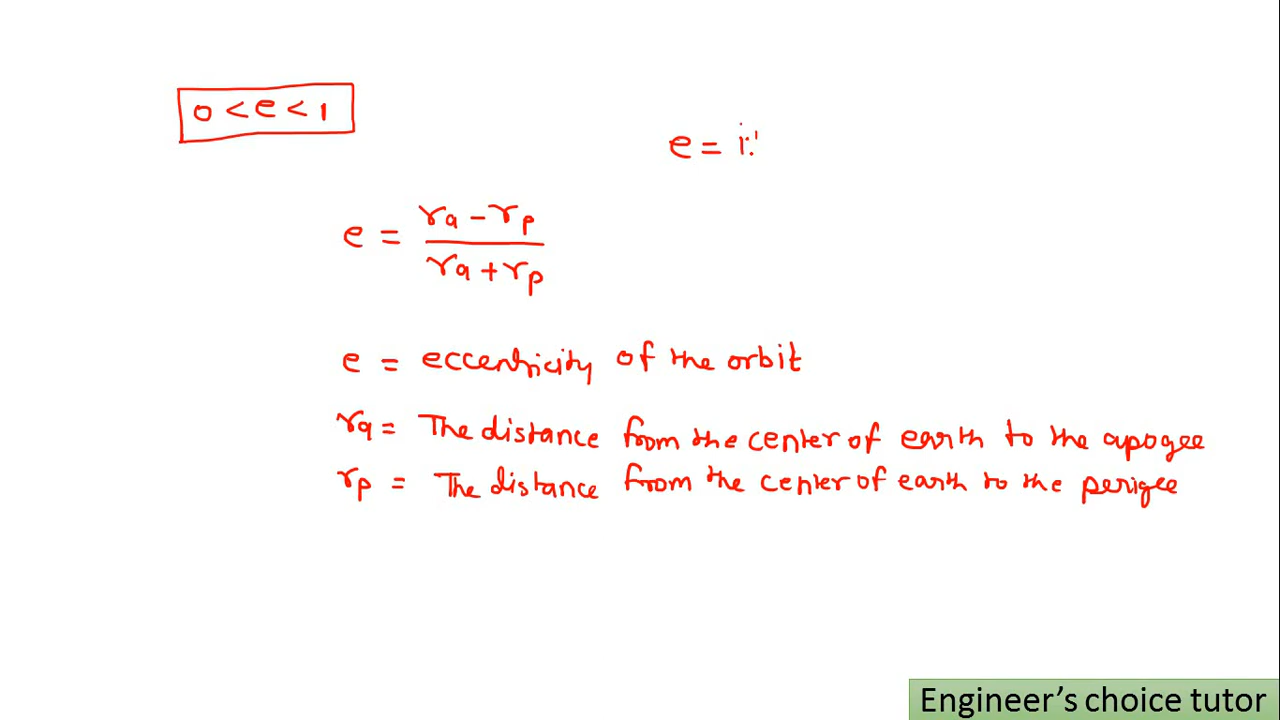 0 < e < 1
e =
e = ra - rp / ra + rp
e = eccentricity of the orbit
ra = The distance from the center of earth to the apogee
rp = The distance from the center of earth to the perigee
Engineer's choice tutor